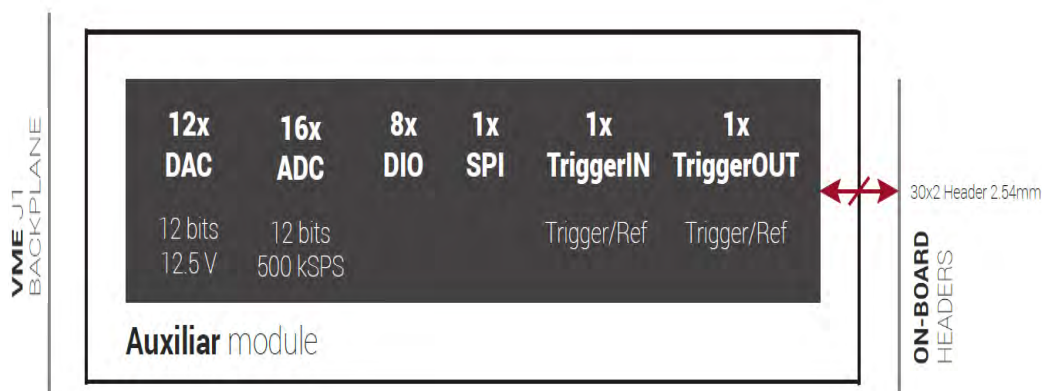 VME J1
BACKPLANE
12x
DAC
12 bits
12.5 V
16x
ADC
12 bits
500 kSPS
8x
DIO
1x
SPI
1x
TriggerIN
Trigger/Ref
1x
TriggerOUT
Trigger/Ref
Auxiliar module
30x2 Header 2.54mm
ON-BOARD
HEADERS